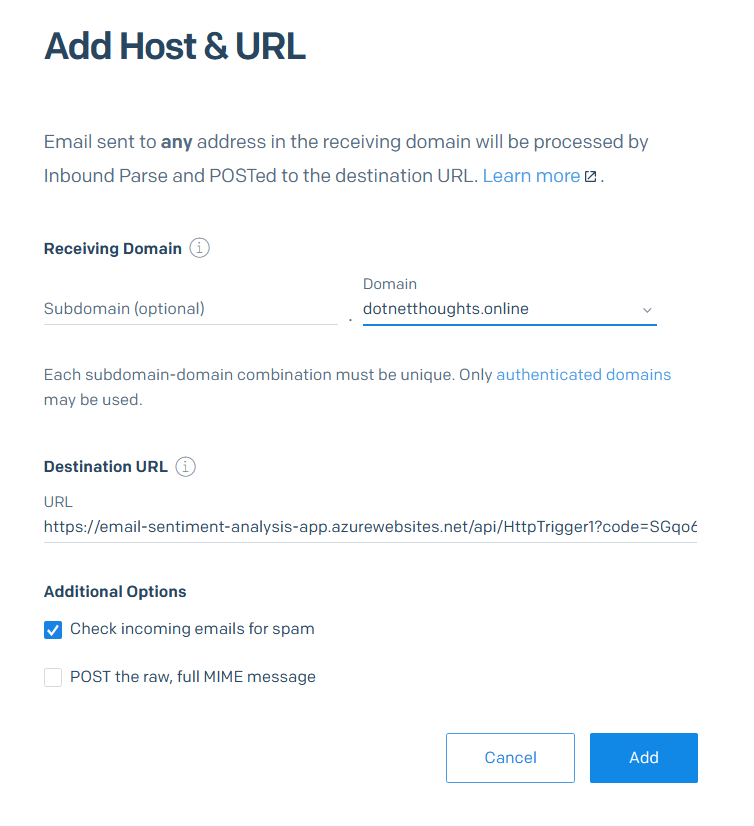 Add Host & URL
Email sent to any address in the receiving domain will be processed by
Inbound Parse and POSTed to the destination URL. Learn more .
Receiving Domain
Domain
Subdomain (optional) . dotnetthoughts.online
Each subdomain-domain combination must be unique. Only authenticated domains
may be used.
Destination URL
URL
https://email-sentiment-analysis-app.azurewebsites.net/api/HttpTrigger1?code=SGqo6
Additional Options
Check incoming emails for spam
POST the raw, full MIME message
Cancel Add